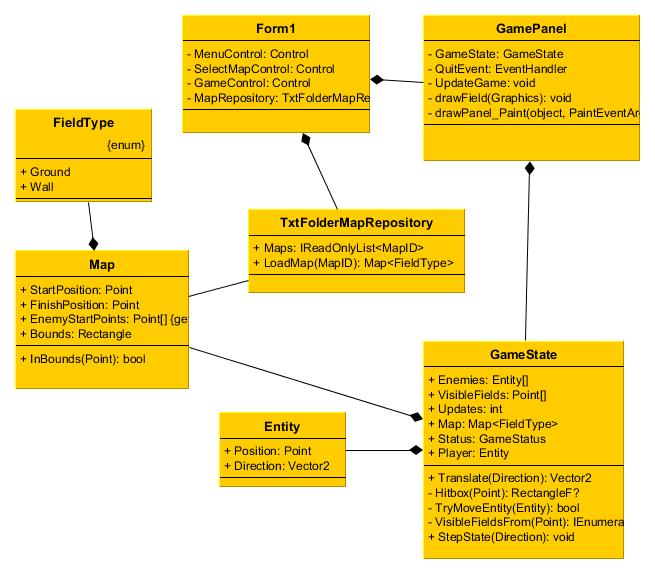 Form1
- MenuControl: Control
- SelectMapControl: Control
- GameControl: Control
- MapRepository: TxtFolderMapRe
GamePanel
- GameState: GameState
- QuitEvent: EventHandler
- UpdateGame: void
- drawField(Graphics): void
- drawPanel_Paint(object, PaintEventAr
FieldType
{enum}
+ Ground
+ Wall
TxtFolderMapRepository
+ Maps: IReadOnlyList<MapID>
+ LoadMap(MapID): Map<FieldType>
Map
+ StartPosition: Point
+ FinishPosition: Point
+ EnemyStartPoints: Point[] {ge
+ Bounds: Rectangle
+ InBounds(Point): bool
GameState
+ Enemies: Entity[]
+ VisibleFields: Point[]
+ Updates: int
+ Map: Map<FieldType>
+ Status: GameStatus
+ Player: Entity
+ Translate(Direction): Vector2
- Hitbox(Point): RectangleF?
- TryMoveEntity(Entity): bool
- VisibleFieldsFrom(Point): IEnumera
+ StepState(Direction): void
Entity
+ Position: Point
+ Direction: Vector2